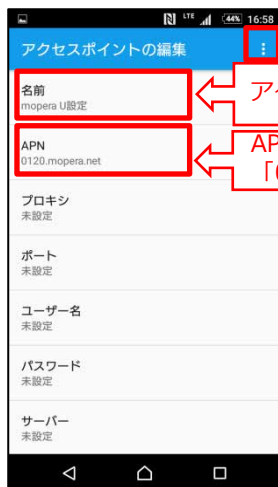 LTE 44% 16:58
アクセスポイントの編集
名前
mopera U設定
APN
0120.mopera.net
プロキシ
未設定
ポート
未設定
ユーザー名
未設定
パスワード
未設定
サーバー
未設定